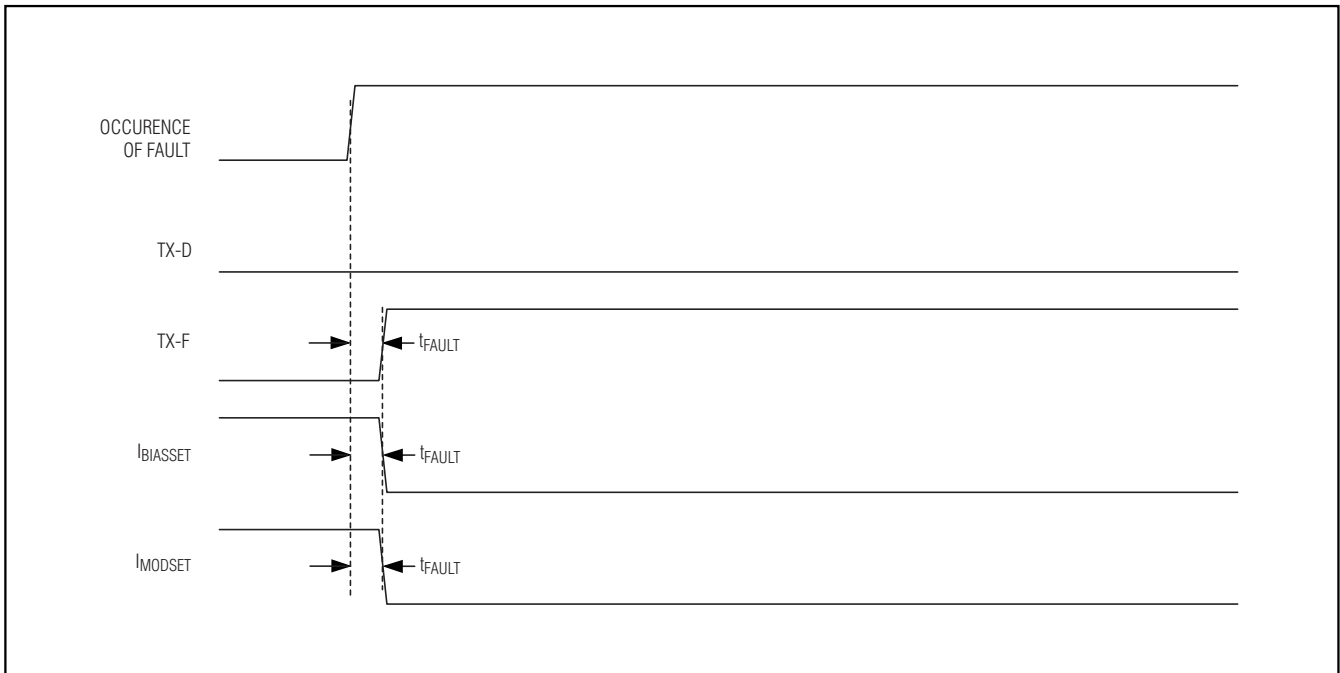 OCCURENCE
OF FAULT
TX-D
TX-F
tFAULT
IBIASSET
tFAULT
IMODSET
tFAULT